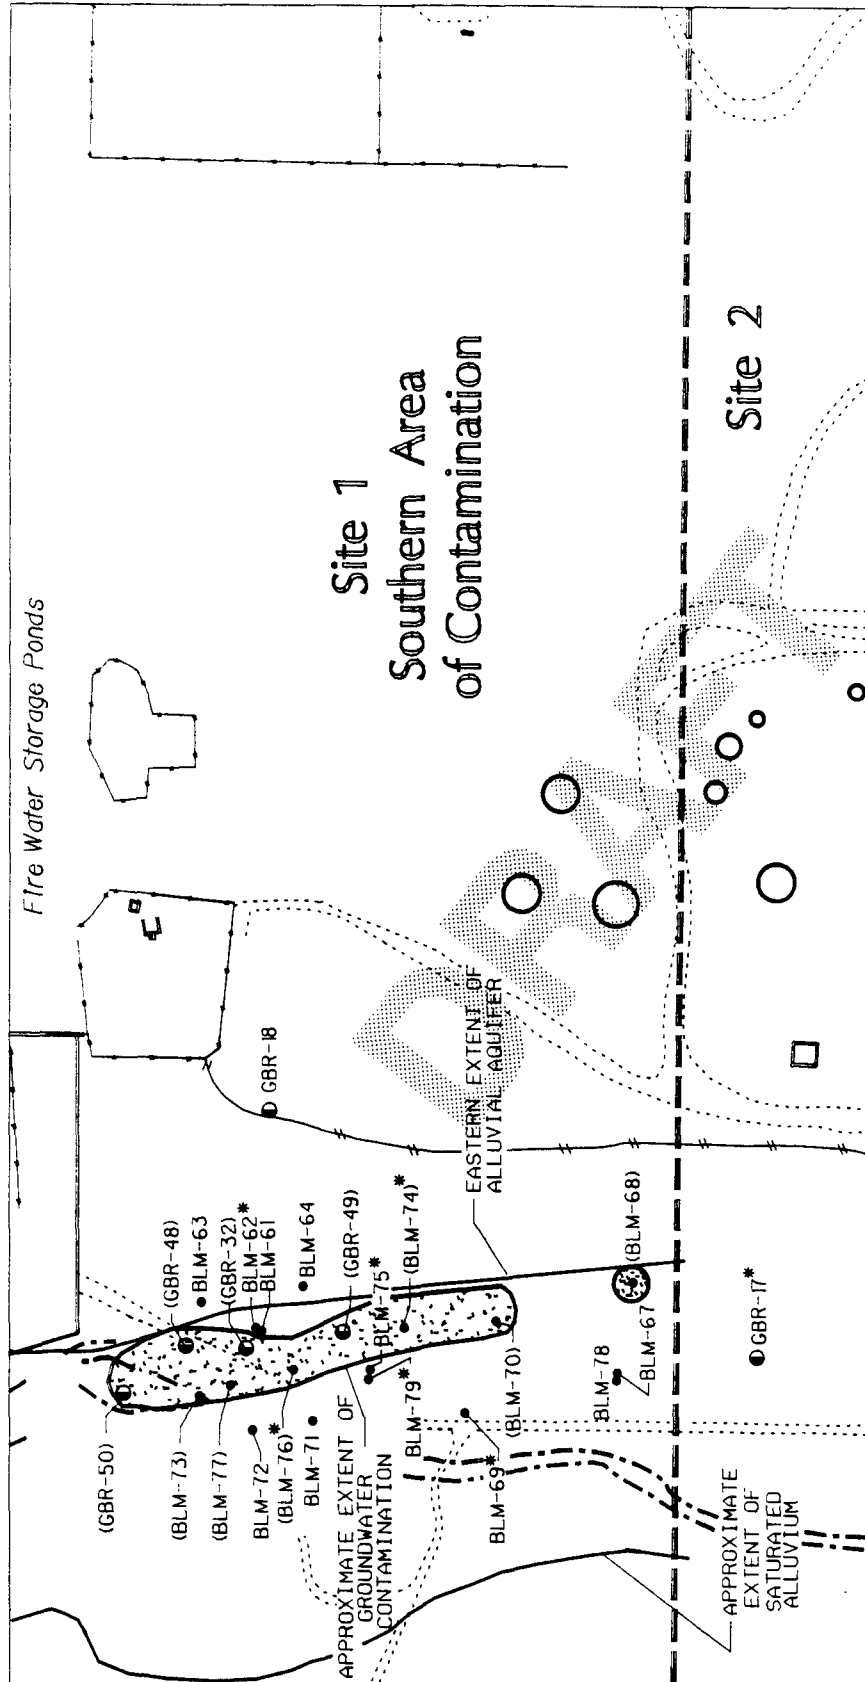 Fire Water Storage Ponds
Site 1
Southern Area
of Contamination
Site 2
DRAFT
GBR-18
EASTERN EXTENT OF
ALLUVIAL AQUIFER
(GBR-48)
BLM-63
(GBR-32)
BLM-62*
BLM-61
BLM-64
(GBR-49)
BLM-75*
(BLM-74)*
(BLM-68)
(GBR-50)
(BLM-73)
(BLM-77)
BLM-72
(BLM-76)*
BLM-71
APPROXIMATE EXTENT OF
GROUNDWATER
CONTAMINATION
BLM-79*
BLM-69*
(BLM-70)
BLM-78
BLM-67
GBR-17*
APPROXIMATE
EXTENT OF
SATURATED
ALLUVIUM